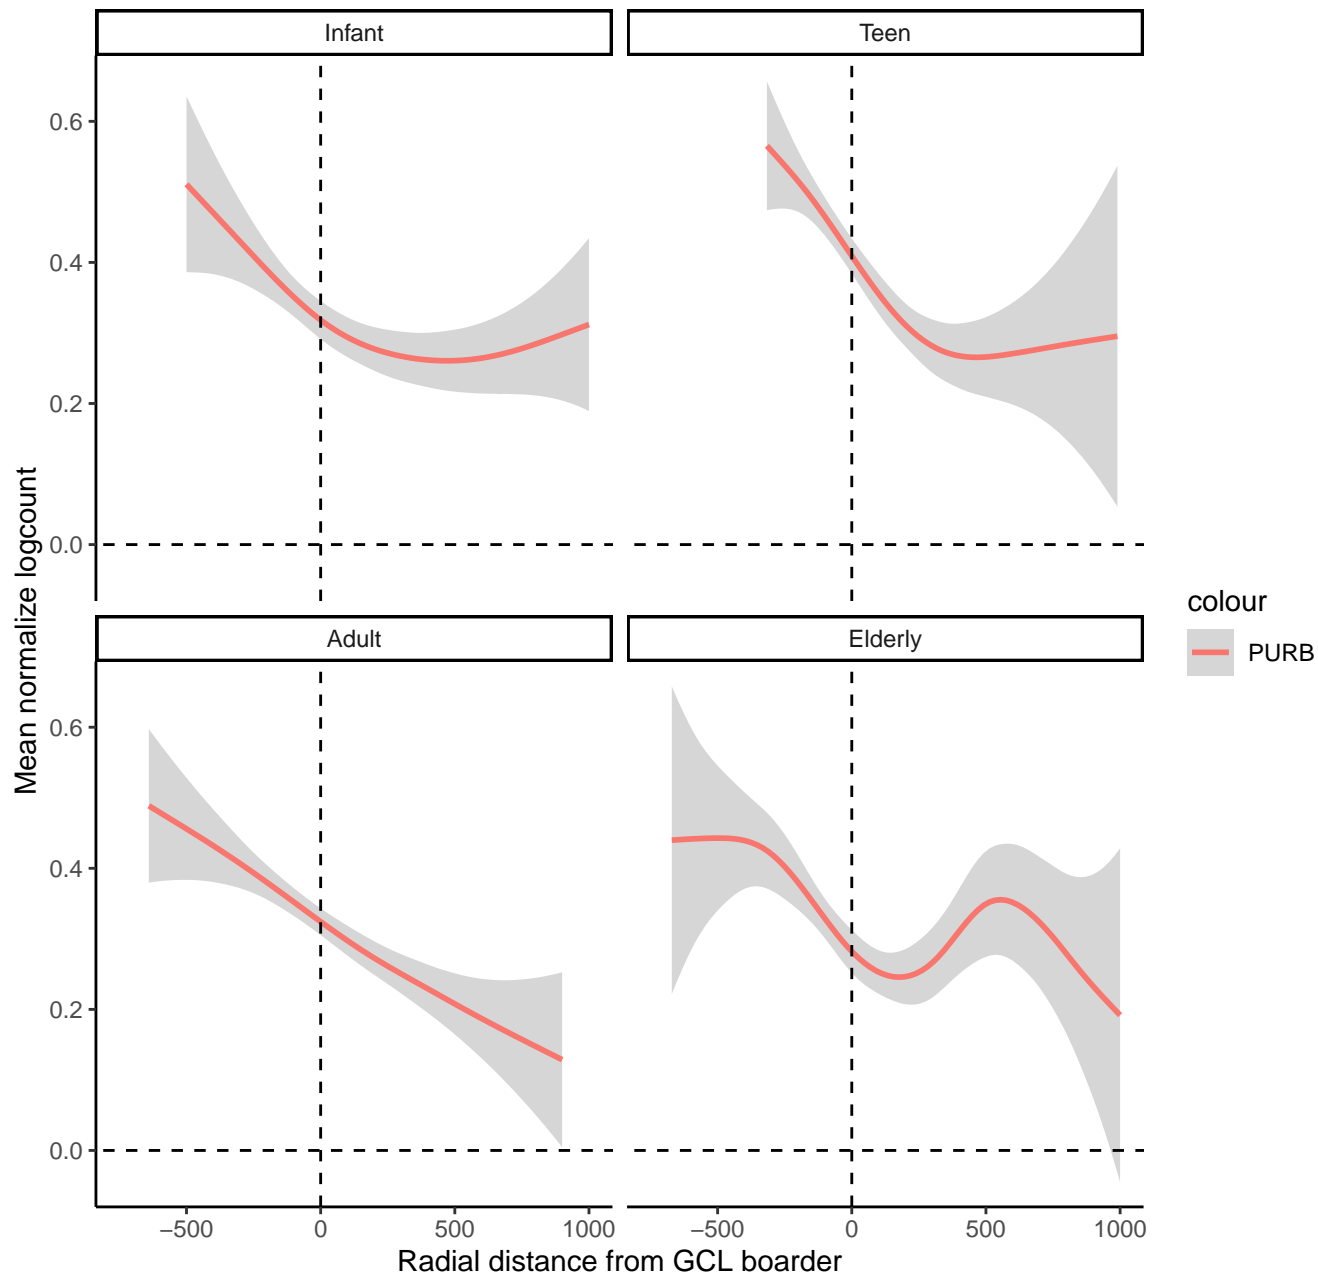 Infant
Teen
0.6
0.4
0.2
0.0
Adult
Elderly
0.6
0.4
0.2
0.0
−500
0
500
1000
−500
0
500
1000
Radial distance from GCL boarder
Mean normalize logcount
colour
PURB